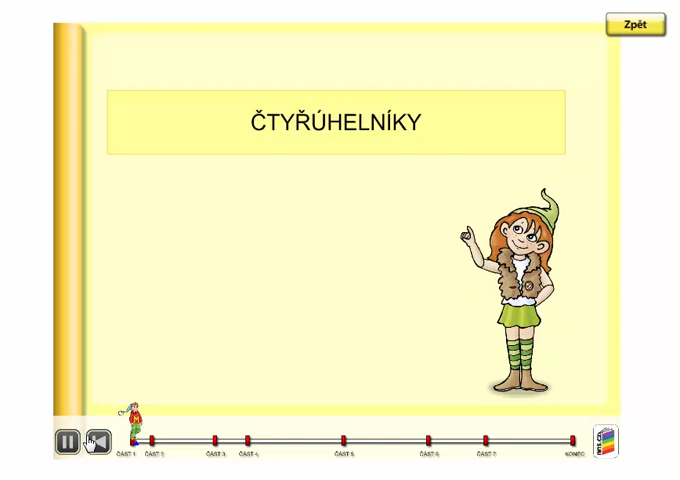 Zpět
ČTYŘÚHELNÍKY
ČÁST 1. ČÁST 2. ČÁST 3. ČÁST 4. ČÁST 5. ČÁST 6. ČÁST 7. KONEC